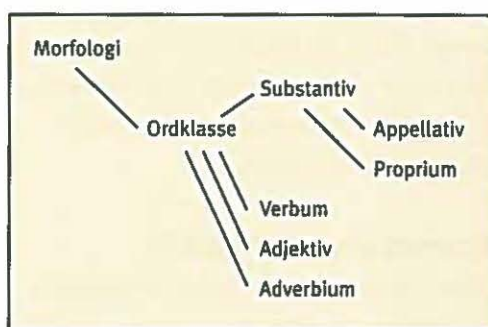 Morfologi
Substantiv
Ordklasse
Appellativ
Proprium
Verbum
Adjektiv
Adverbium